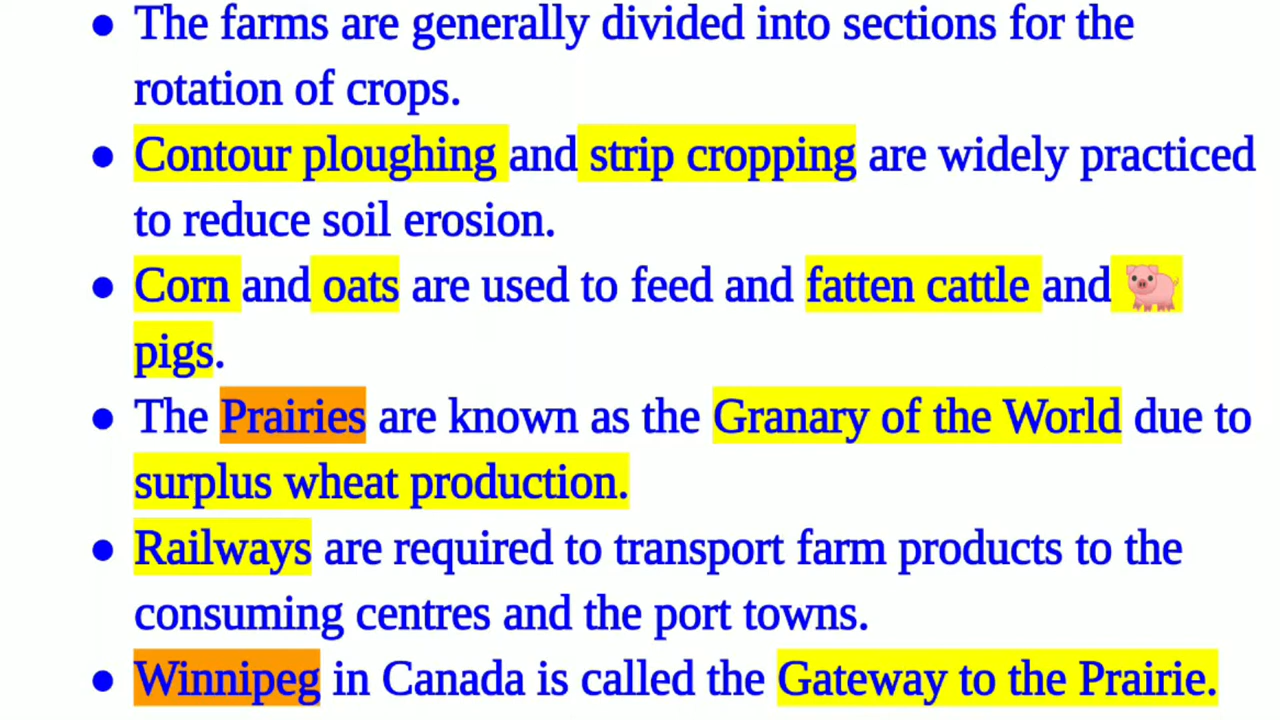 ● The farms are generally divided into sections for the
rotation of crops.
● Contour ploughing and strip cropping are widely practiced
to reduce soil erosion.
● Corn and oats are used to feed and fatten cattle and 🐖
pigs.
● The Prairies are known as the Granary of the World due to
surplus wheat production.
● Railways are required to transport farm products to the
consuming centres and the port towns.
● Winnipeg in Canada is called the Gateway to the Prairie.